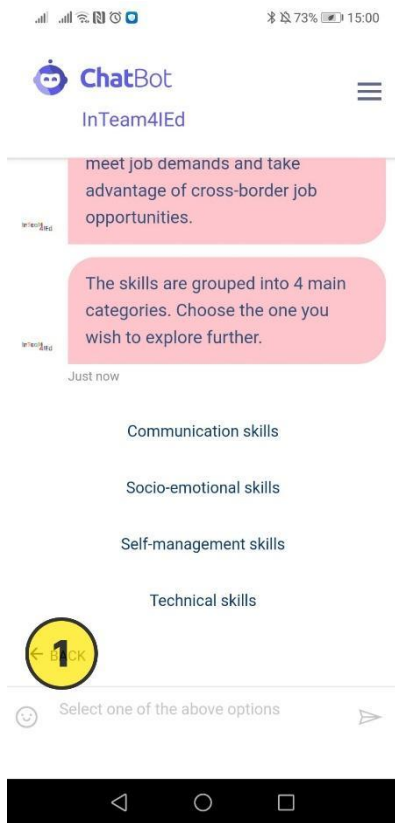 73% 15:00
ChatBot
InTeam4IEd
meet job demands and take
advantage of cross-border job
opportunities.
The skills are grouped into 4 main
categories. Choose the one you
wish to explore further.
Just now
Communication skills
Socio-emotional skills
Self-management skills
Technical skills
1
← BACK
Select one of the above options